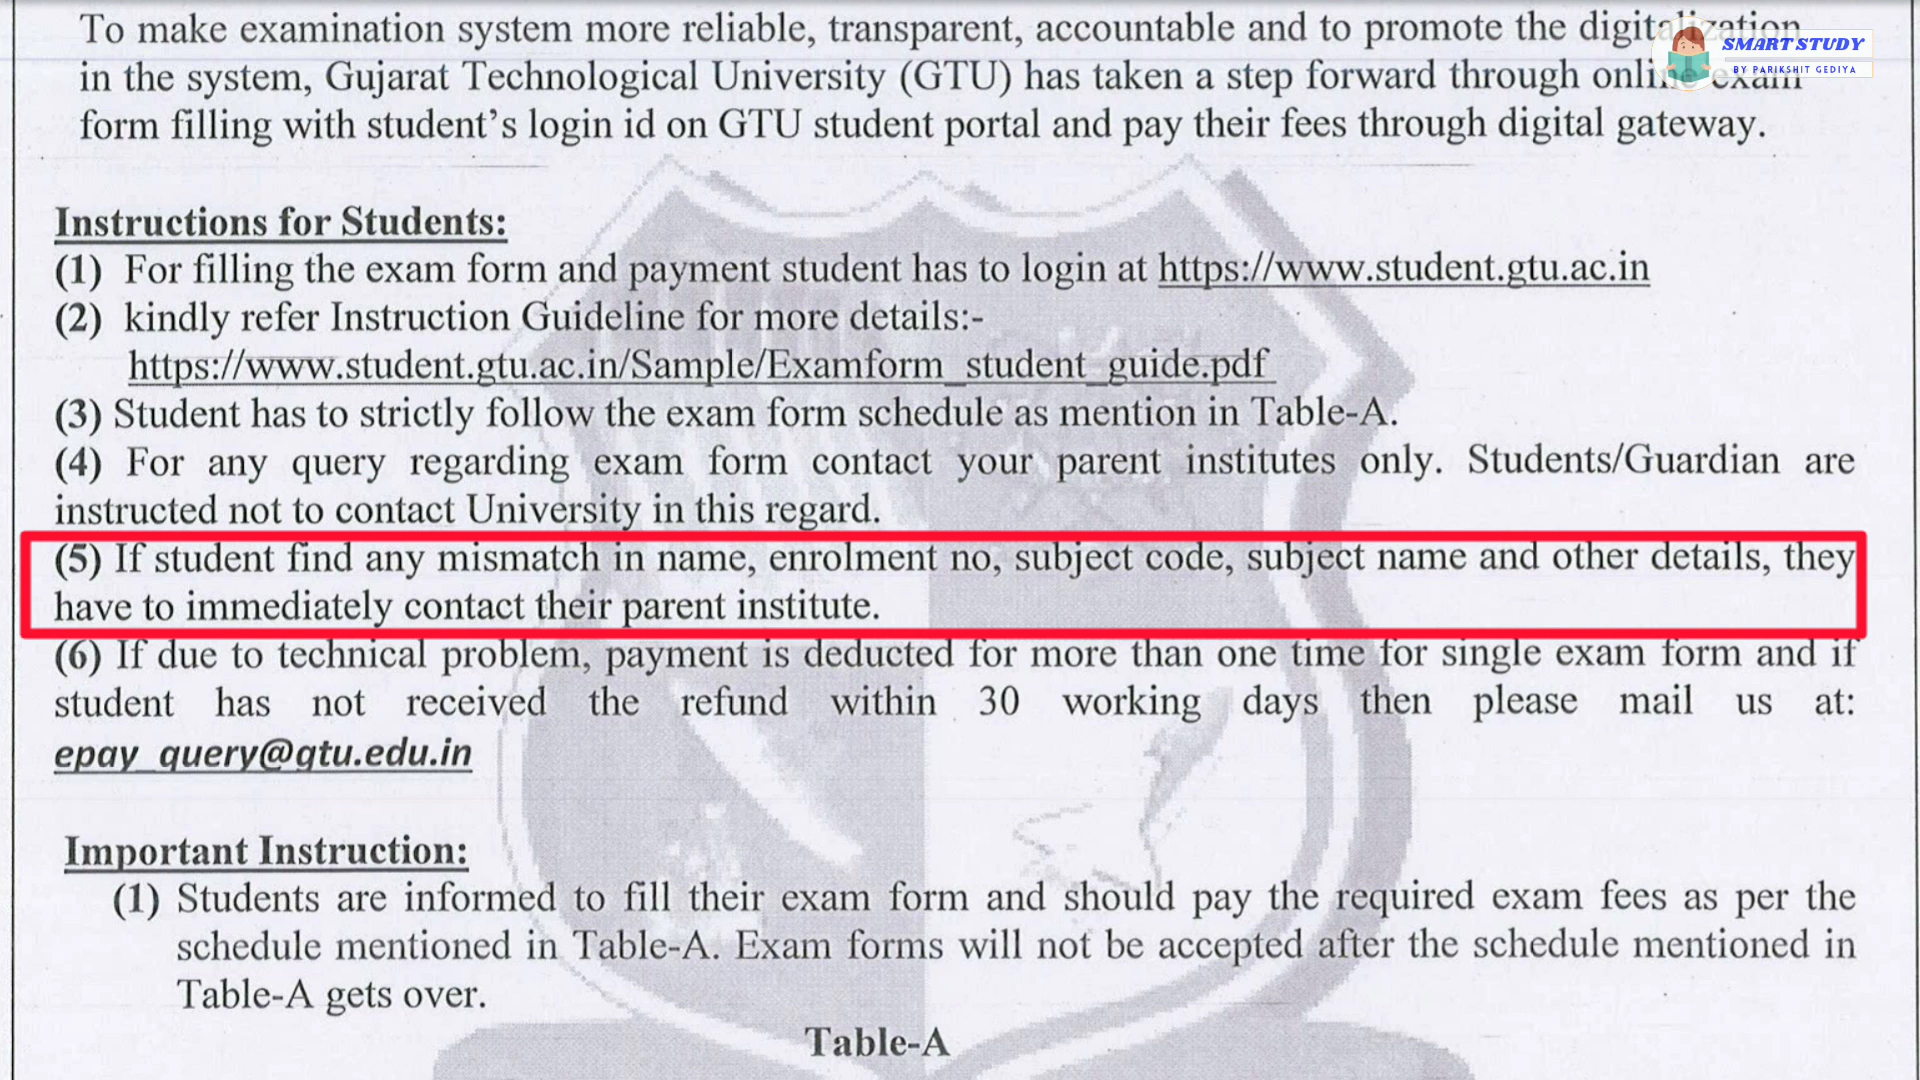 To make examination system more reliable, transparent, accountable and to promote the digitalization
in the system, Gujarat Technological University (GTU) has taken a step forward through online exam
form filling with student's login id on GTU student portal and pay their fees through digital gateway.
SMART STUDY
BY PARIKSHIT GEDIYA
Instructions for Students:
(1) For filling the exam form and payment student has to login at https://www.student.gtu.ac.in
(2) kindly refer Instruction Guideline for more details:-
https://www.student.gtu.ac.in/Sample/Examform_student_guide.pdf
(3) Student has to strictly follow the exam form schedule as mention in Table-A.
(4) For any query regarding exam form contact your parent institutes only. Students/Guardian are
instructed not to contact University in this regard.
(5) If student find any mismatch in name, enrolment no, subject code, subject name and other details, they
have to immediately contact their parent institute.
(6) If due to technical problem, payment is deducted for more than one time for single exam form and if
student has not received the refund within 30 working days then please mail us at:
epay_query@gtu.edu.in
Important Instruction:
(1) Students are informed to fill their exam form and should pay the required exam fees as per the
schedule mentioned in Table-A. Exam forms will not be accepted after the schedule mentioned in
Table-A gets over.
Table-A